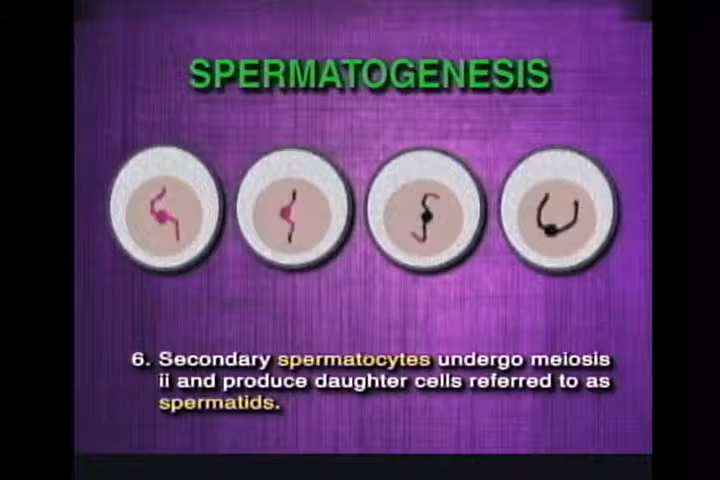 SPERMATOGENESIS
6. Secondary spermatocytes undergo meiosis
ii and produce daughter cells referred to as
spermatids.